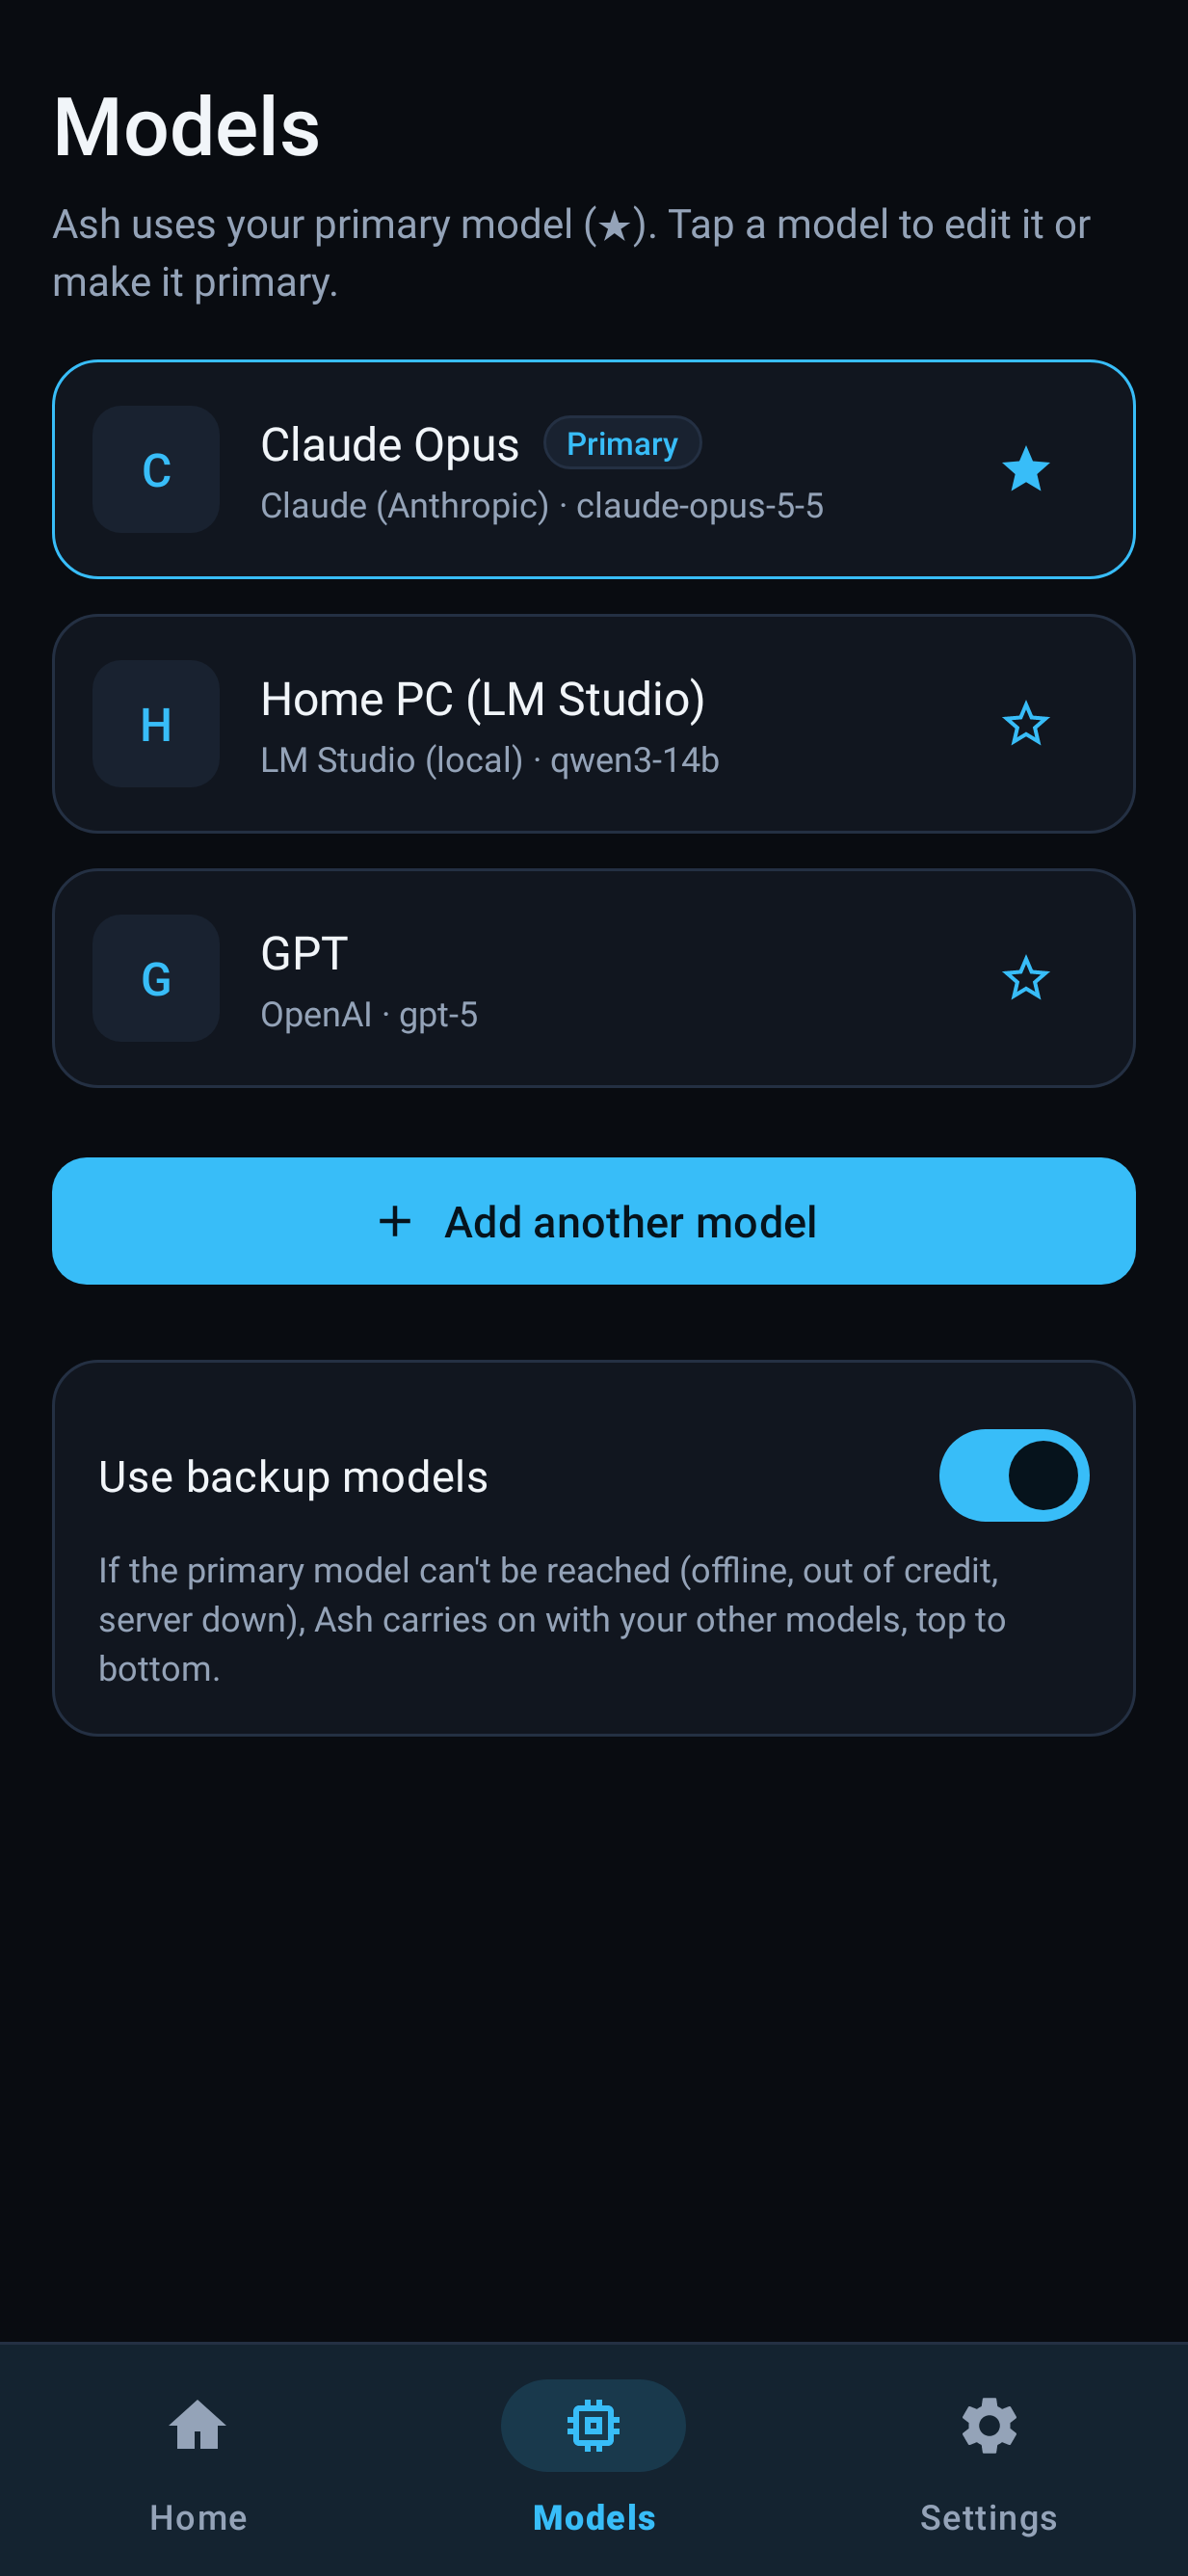 Models
Ash uses your primary model (★). Tap a model to edit it or
make it primary.
C
Claude Opus
Primary
Claude (Anthropic) · claude-opus-5-5
H
Home PC (LM Studio)
LM Studio (local) · qwen3-14b
G
GPT
OpenAI · gpt-5
+ Add another model
Use backup models
If the primary model can't be reached (offline, out of credit,
server down), Ash carries on with your other models, top to
bottom.
Home
Models
Settings